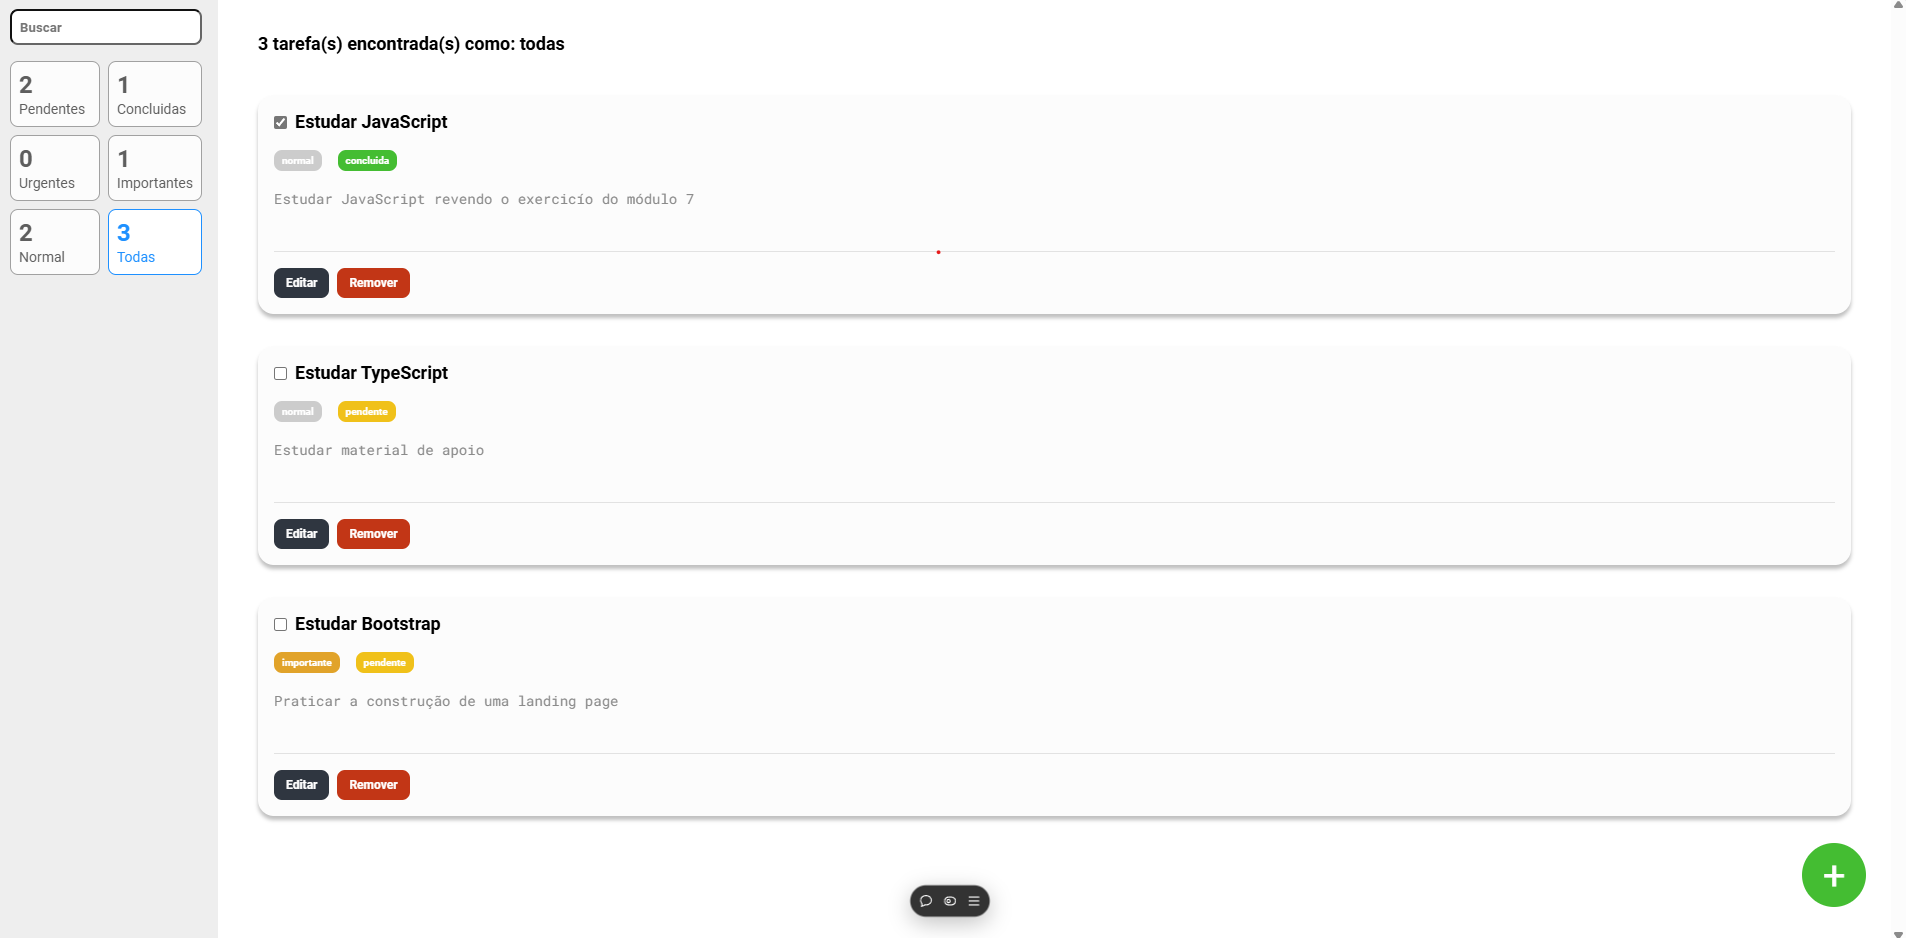 Buscar
2
Pendentes
1
Concluidas
0
Urgentes
1
Importantes
2
Normal
3
Todas
3 tarefa(s) encontrada(s) como: todas
Estudar JavaScript
normal
concluida
Estudar JavaScript revendo o exercicío do módulo 7
Editar
Remover
Estudar TypeScript
normal
pendente
Estudar material de apoio
Editar
Remover
Estudar Bootstrap
importante
pendente
Praticar a construção de uma landing page
Editar
Remover
+